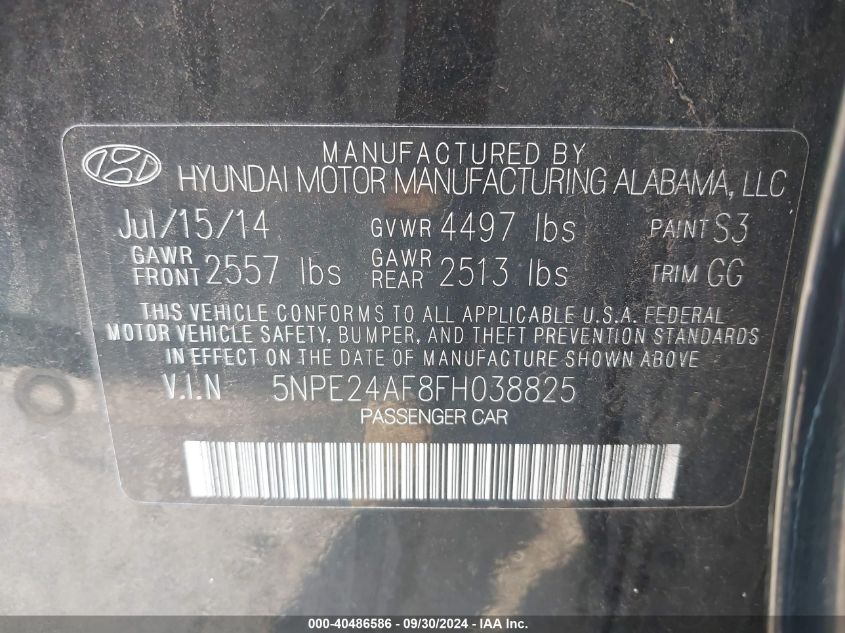 MANUFACTURED BY
HYUNDAI MOTOR MANUFACTURING ALABAMA, LLC
Jul/15/14 GVWR 4497 lbs PAINT S3
GAWR FRONT 2557 lbs GAWR REAR 2513 lbs TRIM GG
THIS VEHICLE CONFORMS TO ALL APPLICABLE U.S.A. FEDERAL
MOTOR VEHICLE SAFETY, BUMPER, AND THEFT PREVENTION STANDARDS
IN EFFECT ON THE DATE OF MANUFACTURE SHOWN ABOVE.
V.I.N 5NPE24AF8FH038825
PASSENGER CAR
000-40486586 - 09/30/2024 - IAA Inc.